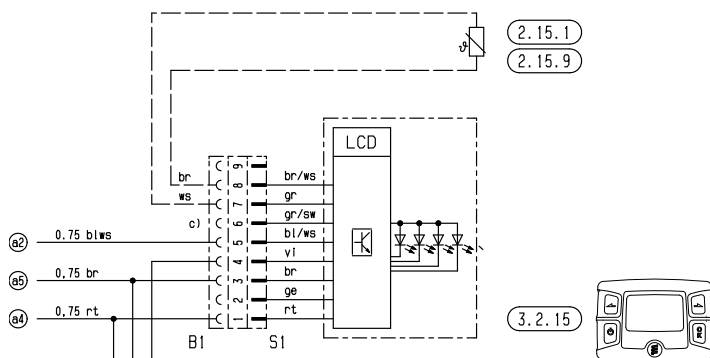 ϑ
2.15.1
2.15.9
LCD
9
br 8 br/ws
ws 7 gr
c) 6 gr/sw
a2 0.75 blws 5 bl/ws
4 vi
a5 0,75 br 3 br
2 ge
a4 0,75 rt 1 rt
B1 S1
3.2.15